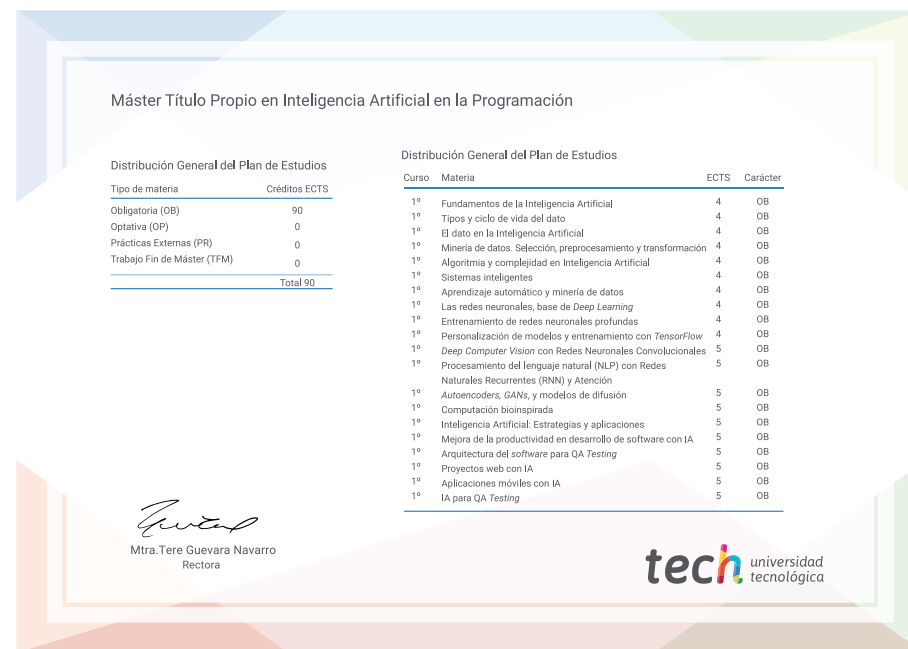 Máster Título Propio en Inteligencia Artificial en la Programación
Distribución General del Plan de Estudios
Tipo de materia Créditos ECTS
Obligatoria (OB) 90
Optativa (OP) 0
Prácticas Externas (PR) 0
Trabajo Fin de Máster (TFM) 0
Total 90
Distribución General del Plan de Estudios
Curso Materia ECTS Carácter
1º Fundamentos de la Inteligencia Artificial 4 OB
1º Tipos y ciclo de vida del dato 4 OB
1º El dato en la Inteligencia Artificial 4 OB
1º Minería de datos. Selección, preprocesamiento y transformación 4 OB
1º Algoritmia y complejidad en Inteligencia Artificial 4 OB
1º Sistemas inteligentes 4 OB
1º Aprendizaje automático y minería de datos 4 OB
1º Las redes neuronales, base de Deep Learning 4 OB
1º Entrenamiento de redes neuronales profundas 4 OB
1º Personalización de modelos y entrenamiento con TensorFlow 4 OB
1º Deep Computer Vision con Redes Neuronales Convolucionales 5 OB
1º Procesamiento del lenguaje natural (NLP) con Redes 5 OB
Naturales Recurrentes (RNN) y Atención
1º Autoencoders, GANs, y modelos de difusión 5 OB
1º Computación bioinspirada 5 OB
1º Inteligencia Artificial: Estrategias y aplicaciones 5 OB
1º Mejora de la productividad en desarrollo de software con IA 5 OB
1º Arquitectura del software para QA Testing 5 OB
1º Proyectos web con IA 5 OB
1º Aplicaciones móviles con IA 5 OB
1º IA para QA Testing 5 OB
Mtra.Tere Guevara Navarro
Rectora
tech universidad
tecnológica